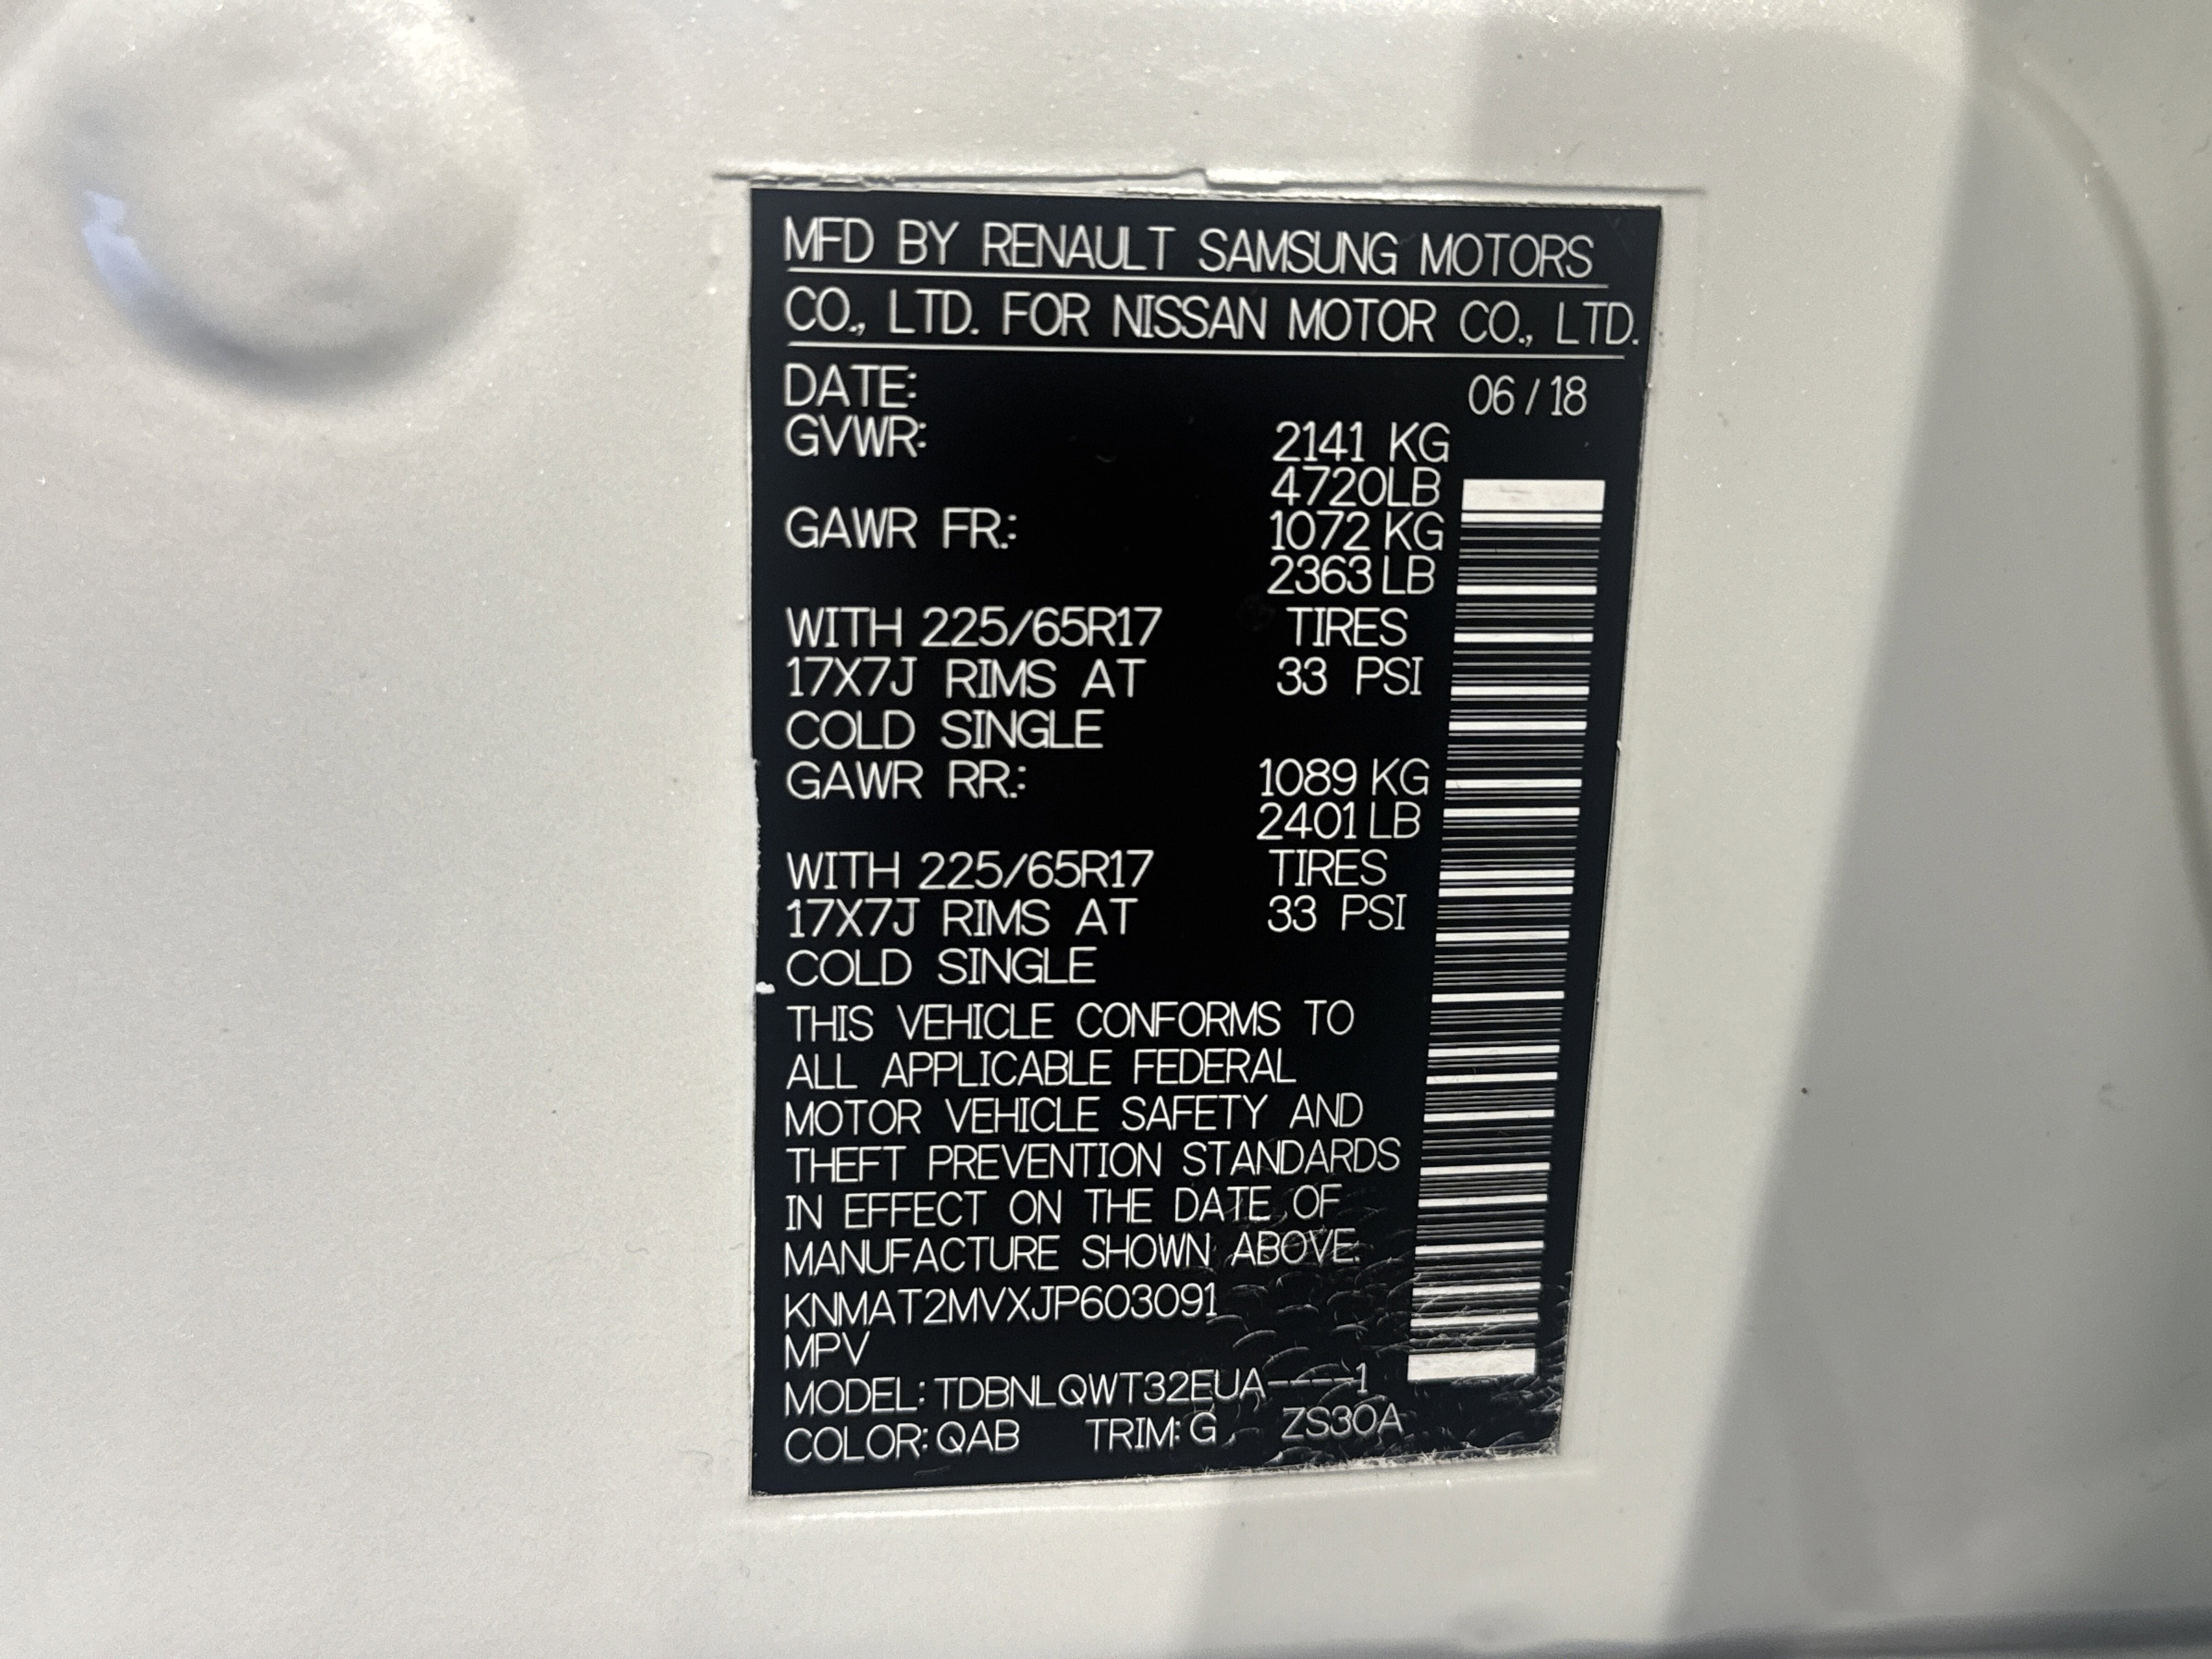 MFD BY RENAULT SAMSUNG MOTORS
CO., LTD. FOR NISSAN MOTOR CO., LTD.
DATE: 06 / 18
GVWR: 2141 KG
4720LB
GAWR FR.: 1072 KG
2363 LB
WITH 225/65R17 TIRES
17X7J RIMS AT 33 PSI
COLD SINGLE
GAWR RR.: 1089 KG
2401 LB
WITH 225/65R17 TIRES
17X7J RIMS AT 33 PSI
COLD SINGLE
THIS VEHICLE CONFORMS TO
ALL APPLICABLE FEDERAL
MOTOR VEHICLE SAFETY AND
THEFT PREVENTION STANDARDS
IN EFFECT ON THE DATE OF
MANUFACTURE SHOWN ABOVE.
KNMAT2MVXJP603091
MPV
MODEL: TDBNLQWT32EUA----1
COLOR: QAB TRIM: G ZS30A